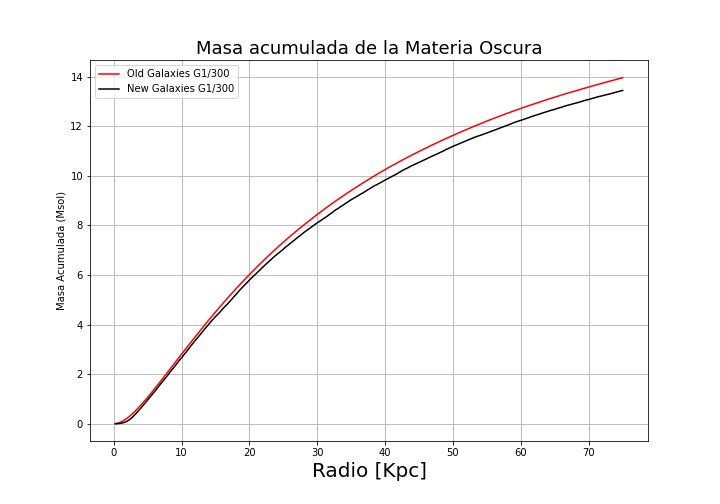 Masa acumulada de la Materia Oscura
Old Galaxies G1/300
New Galaxies G1/300
Masa Acumulada (Msol)
14
12
10
8
6
4
2
0
0 10 20 30 40 50 60 70
Radio [Kpc]